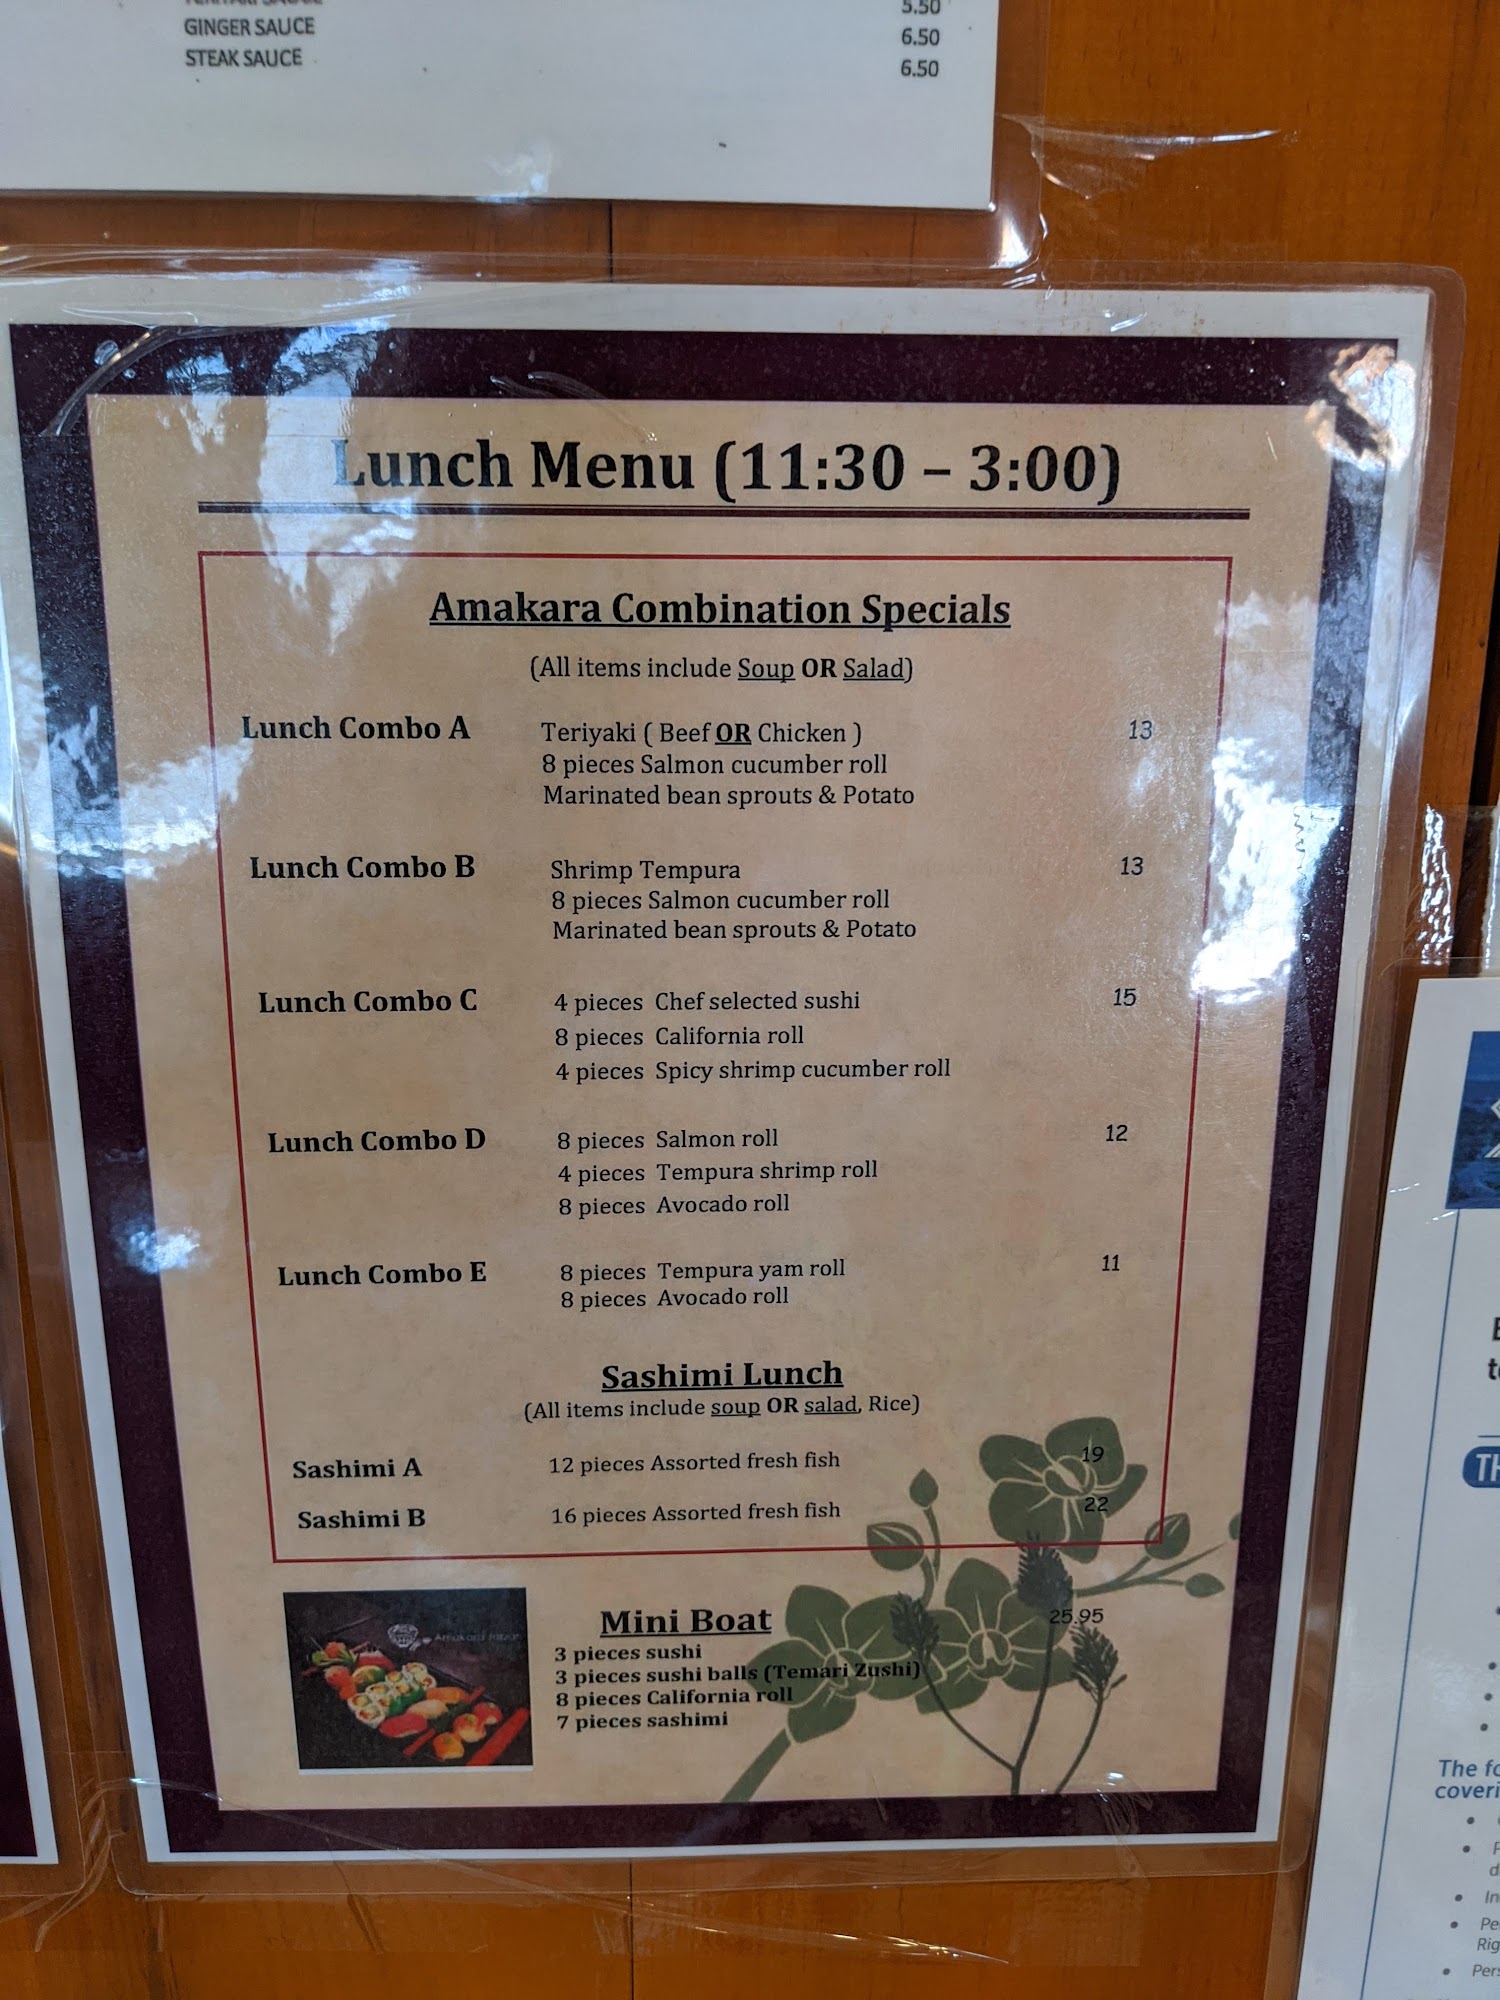 5.50
GINGER SAUCE 6.50
STEAK SAUCE 6.50
Lunch Menu (11:30 – 3:00)
Amakara Combination Specials
(All items include Soup OR Salad)
Lunch Combo A Teriyaki ( Beef OR Chicken ) 13
8 pieces Salmon cucumber roll
Marinated bean sprouts & Potato
Lunch Combo B Shrimp Tempura 13
8 pieces Salmon cucumber roll
Marinated bean sprouts & Potato
Lunch Combo C 4 pieces Chef selected sushi 15
8 pieces California roll
4 pieces Spicy shrimp cucumber roll
Lunch Combo D 8 pieces Salmon roll 12
4 pieces Tempura shrimp roll
8 pieces Avocado roll
Lunch Combo E 8 pieces Tempura yam roll 11
8 pieces Avocado roll
Sashimi Lunch
(All items include soup OR salad, Rice)
Sashimi A 12 pieces Assorted fresh fish 19
Sashimi B 16 pieces Assorted fresh fish 22
Mini Boat 25.95
3 pieces sushi
3 pieces sushi balls (Temari Zushi)
8 pieces California roll
7 pieces sashimi
The
coveri